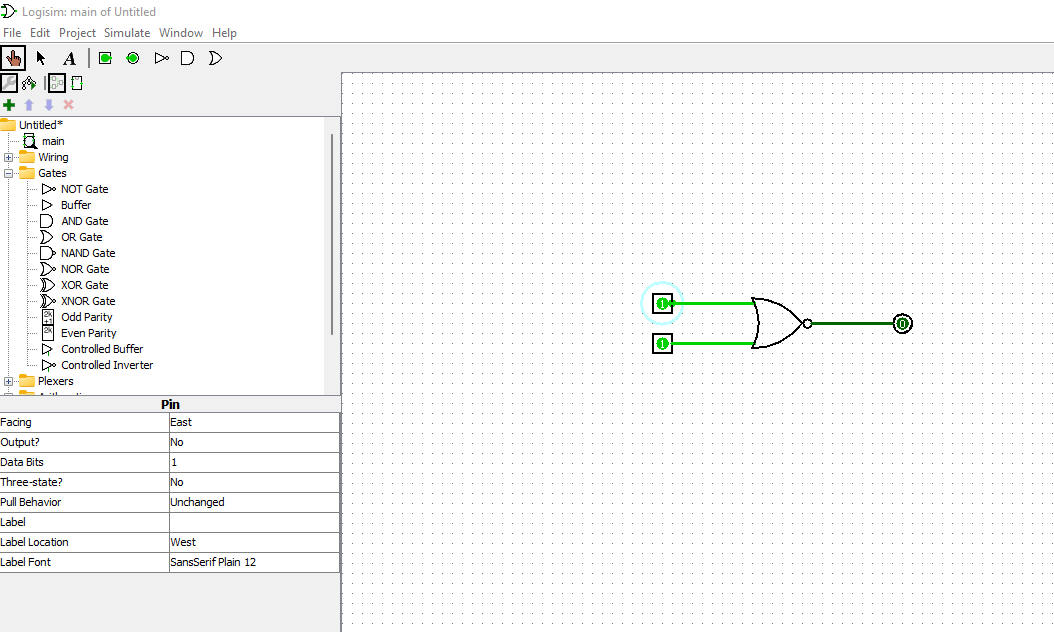 Logisim: main of Untitled
File Edit Project Simulate Window Help
A
Untitled*
main
Wiring
Gates
NOT Gate
Buffer
AND Gate
OR Gate
NAND Gate
NOR Gate
XOR Gate
XNOR Gate
Odd Parity
Even Parity
Controlled Buffer
Controlled Inverter
Plexers
Pin
Facing East
Output? No
Data Bits 1
Three-state? No
Pull Behavior Unchanged
Label
Label Location West
Label Font SansSerif Plain 12
1
1
0